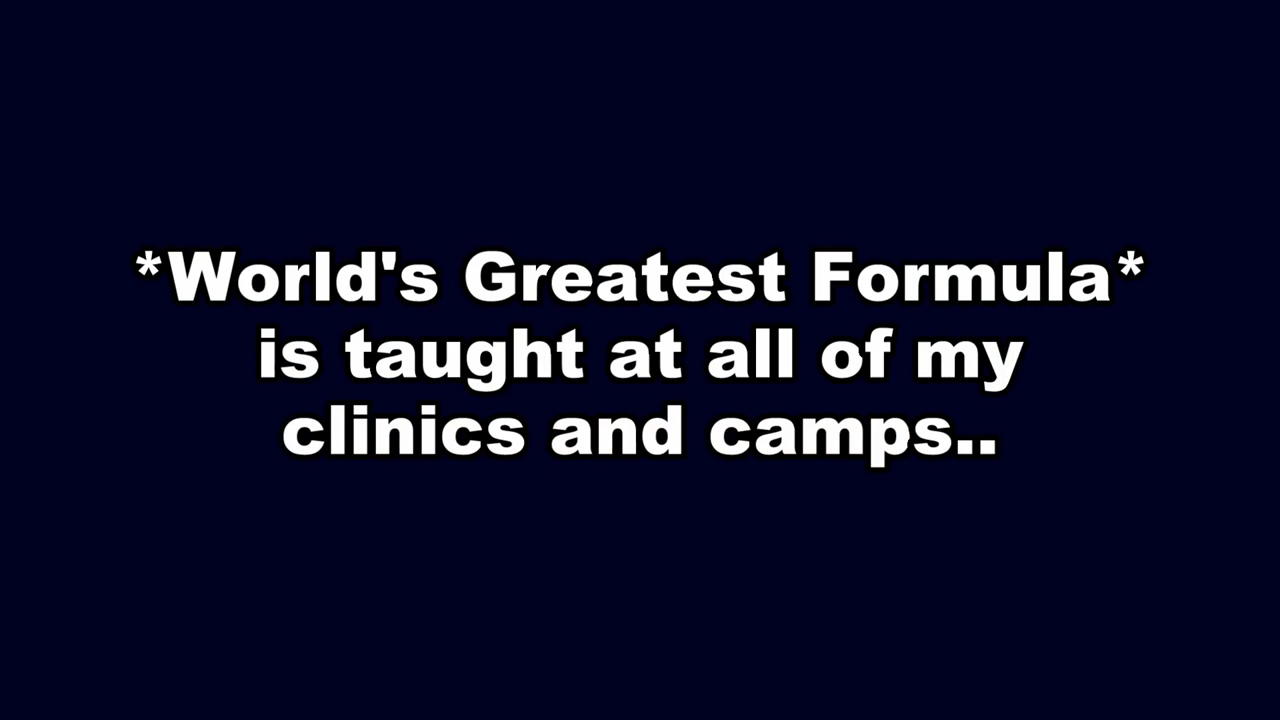 *World's Greatest Formula*
is taught at all of my
clinics and camps..